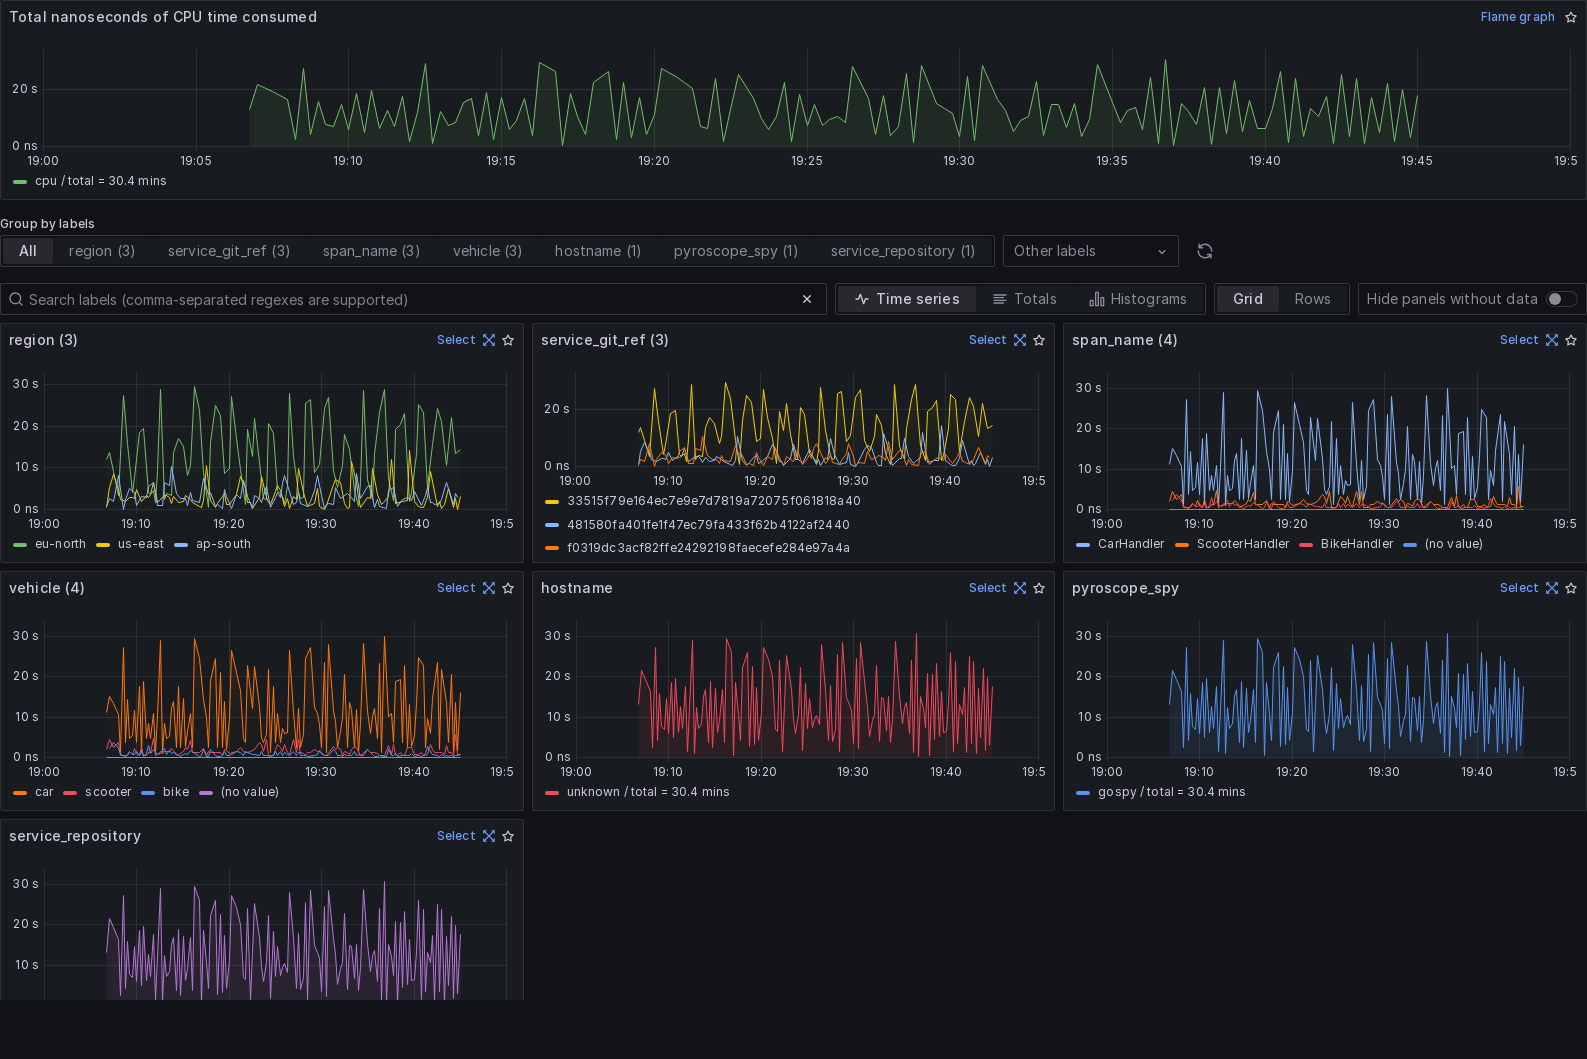 Total nanoseconds of CPU time consumed
Flame graph
20 s
0 ns
19:00 19:05 19:10 19:15 19:20 19:25 19:30 19:35 19:40 19:45 19:5
cpu / total = 30.4 mins
Group by labels
All region (3) service_git_ref (3) span_name (3) vehicle (3) hostname (1) pyroscope_spy (1) service_repository (1) Other labels
Search labels (comma-separated regexes are supported) Time series Totals Histograms Grid Rows Hide panels without data
region (3) Select
30 s
20 s
10 s
0 ns
19:00 19:10 19:20 19:30 19:40 19:5
eu-north us-east ap-south
service_git_ref (3) Select
20 s
0 ns
19:00 19:10 19:20 19:30 19:40 19:5
33515f79e164ec7e9e7d7819a72075f061818a40
481580fa401fe1f47ec79fa433f62b4122af2440
f0319dc3acf82ffe24292198faecefe284e97a4a
span_name (4) Select
30 s
20 s
10 s
0 ns
19:00 19:10 19:20 19:30 19:40 19:5
CarHandler ScooterHandler BikeHandler (no value)
vehicle (4) Select
30 s
20 s
10 s
0 ns
19:00 19:10 19:20 19:30 19:40 19:5
car scooter bike (no value)
hostname Select
30 s
20 s
10 s
0 ns
19:00 19:10 19:20 19:30 19:40 19:5
unknown / total = 30.4 mins
pyroscope_spy Select
30 s
20 s
10 s
0 ns
19:00 19:10 19:20 19:30 19:40 19:5
gospy / total = 30.4 mins
service_repository Select
30 s
20 s
10 s